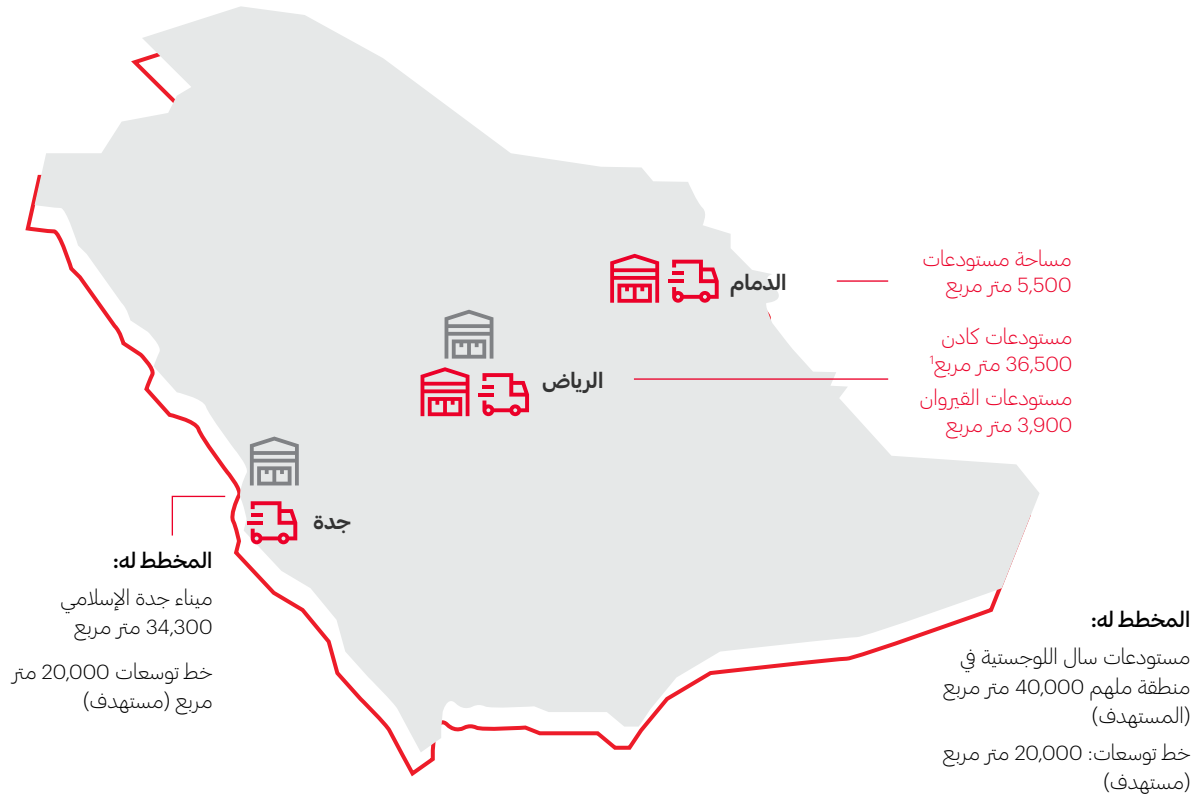 الدمام
مساحة مستودعات
5,500 متر مربع
الرياض
مستودعات كادن
36,500 متر مربع¹
مستودعات القيروان
3,900 متر مربع
جدة
المخطط له:
ميناء جدة الإسلامي
34,300 متر مربع
خط توسعات 20,000 متر
مربع (مستهدف)
المخطط له:
مستودعات سال اللوجستية في
منطقة ملهم 40,000 متر مربع
(المستهدف)
خط توسعات: 20,000 متر مربع
(مستهدف)